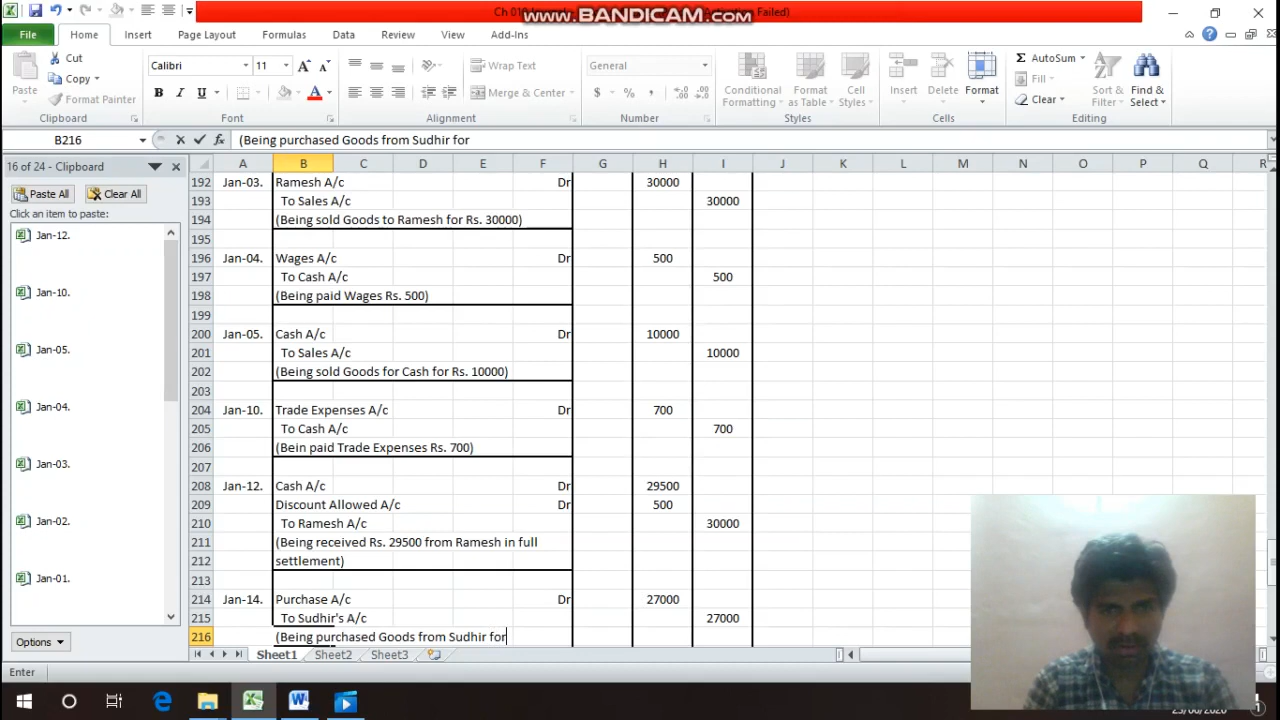 Ch 01
www.BANDICAM.com
Activation Failed)
File Home Insert Page Layout Formulas Data Review View Add-Ins
Paste
Cut
Copy
Format Painter
Clipboard
Calibri 11
B I U
Font
Wrap Text
Merge & Center
Alignment
General
$ % ,
Number
Conditional Formatting
Format as Table
Cell Styles
Styles
Insert Delete Format
Cells
AutoSum
Fill
Clear
Sort & Filter
Find & Select
Editing
B216 fx (Being purchased Goods from Sudhir for
16 of 24 - Clipboard
Paste All Clear All
Click an item to paste:
Jan-12.
Jan-10.
Jan-05.
Jan-04.
Jan-03.
Jan-02.
Jan-01.
Options
A B C D E F G H I J K L M N O P Q R
192 Jan-03. Ramesh A/c Dr 30000
193 To Sales A/c 30000
194 (Being sold Goods to Ramesh for Rs. 30000)
195
196 Jan-04. Wages A/c Dr 500
197 To Cash A/c 500
198 (Being paid Wages Rs. 500)
199
200 Jan-05. Cash A/c Dr 10000
201 To Sales A/c 10000
202 (Being sold Goods for Cash for Rs. 10000)
203
204 Jan-10. Trade Expenses A/c Dr 700
205 To Cash A/c 700
206 (Bein paid Trade Expenses Rs. 700)
207
208 Jan-12. Cash A/c Dr 29500
209 Discount Allowed A/c Dr 500
210 To Ramesh A/c 30000
211 (Being received Rs. 29500 from Ramesh in full
212 settlement)
213
214 Jan-14. Purchase A/c Dr 27000
215 To Sudhir's A/c 27000
216 (Being purchased Goods from Sudhir for
Sheet1 Sheet2 Sheet3
Enter